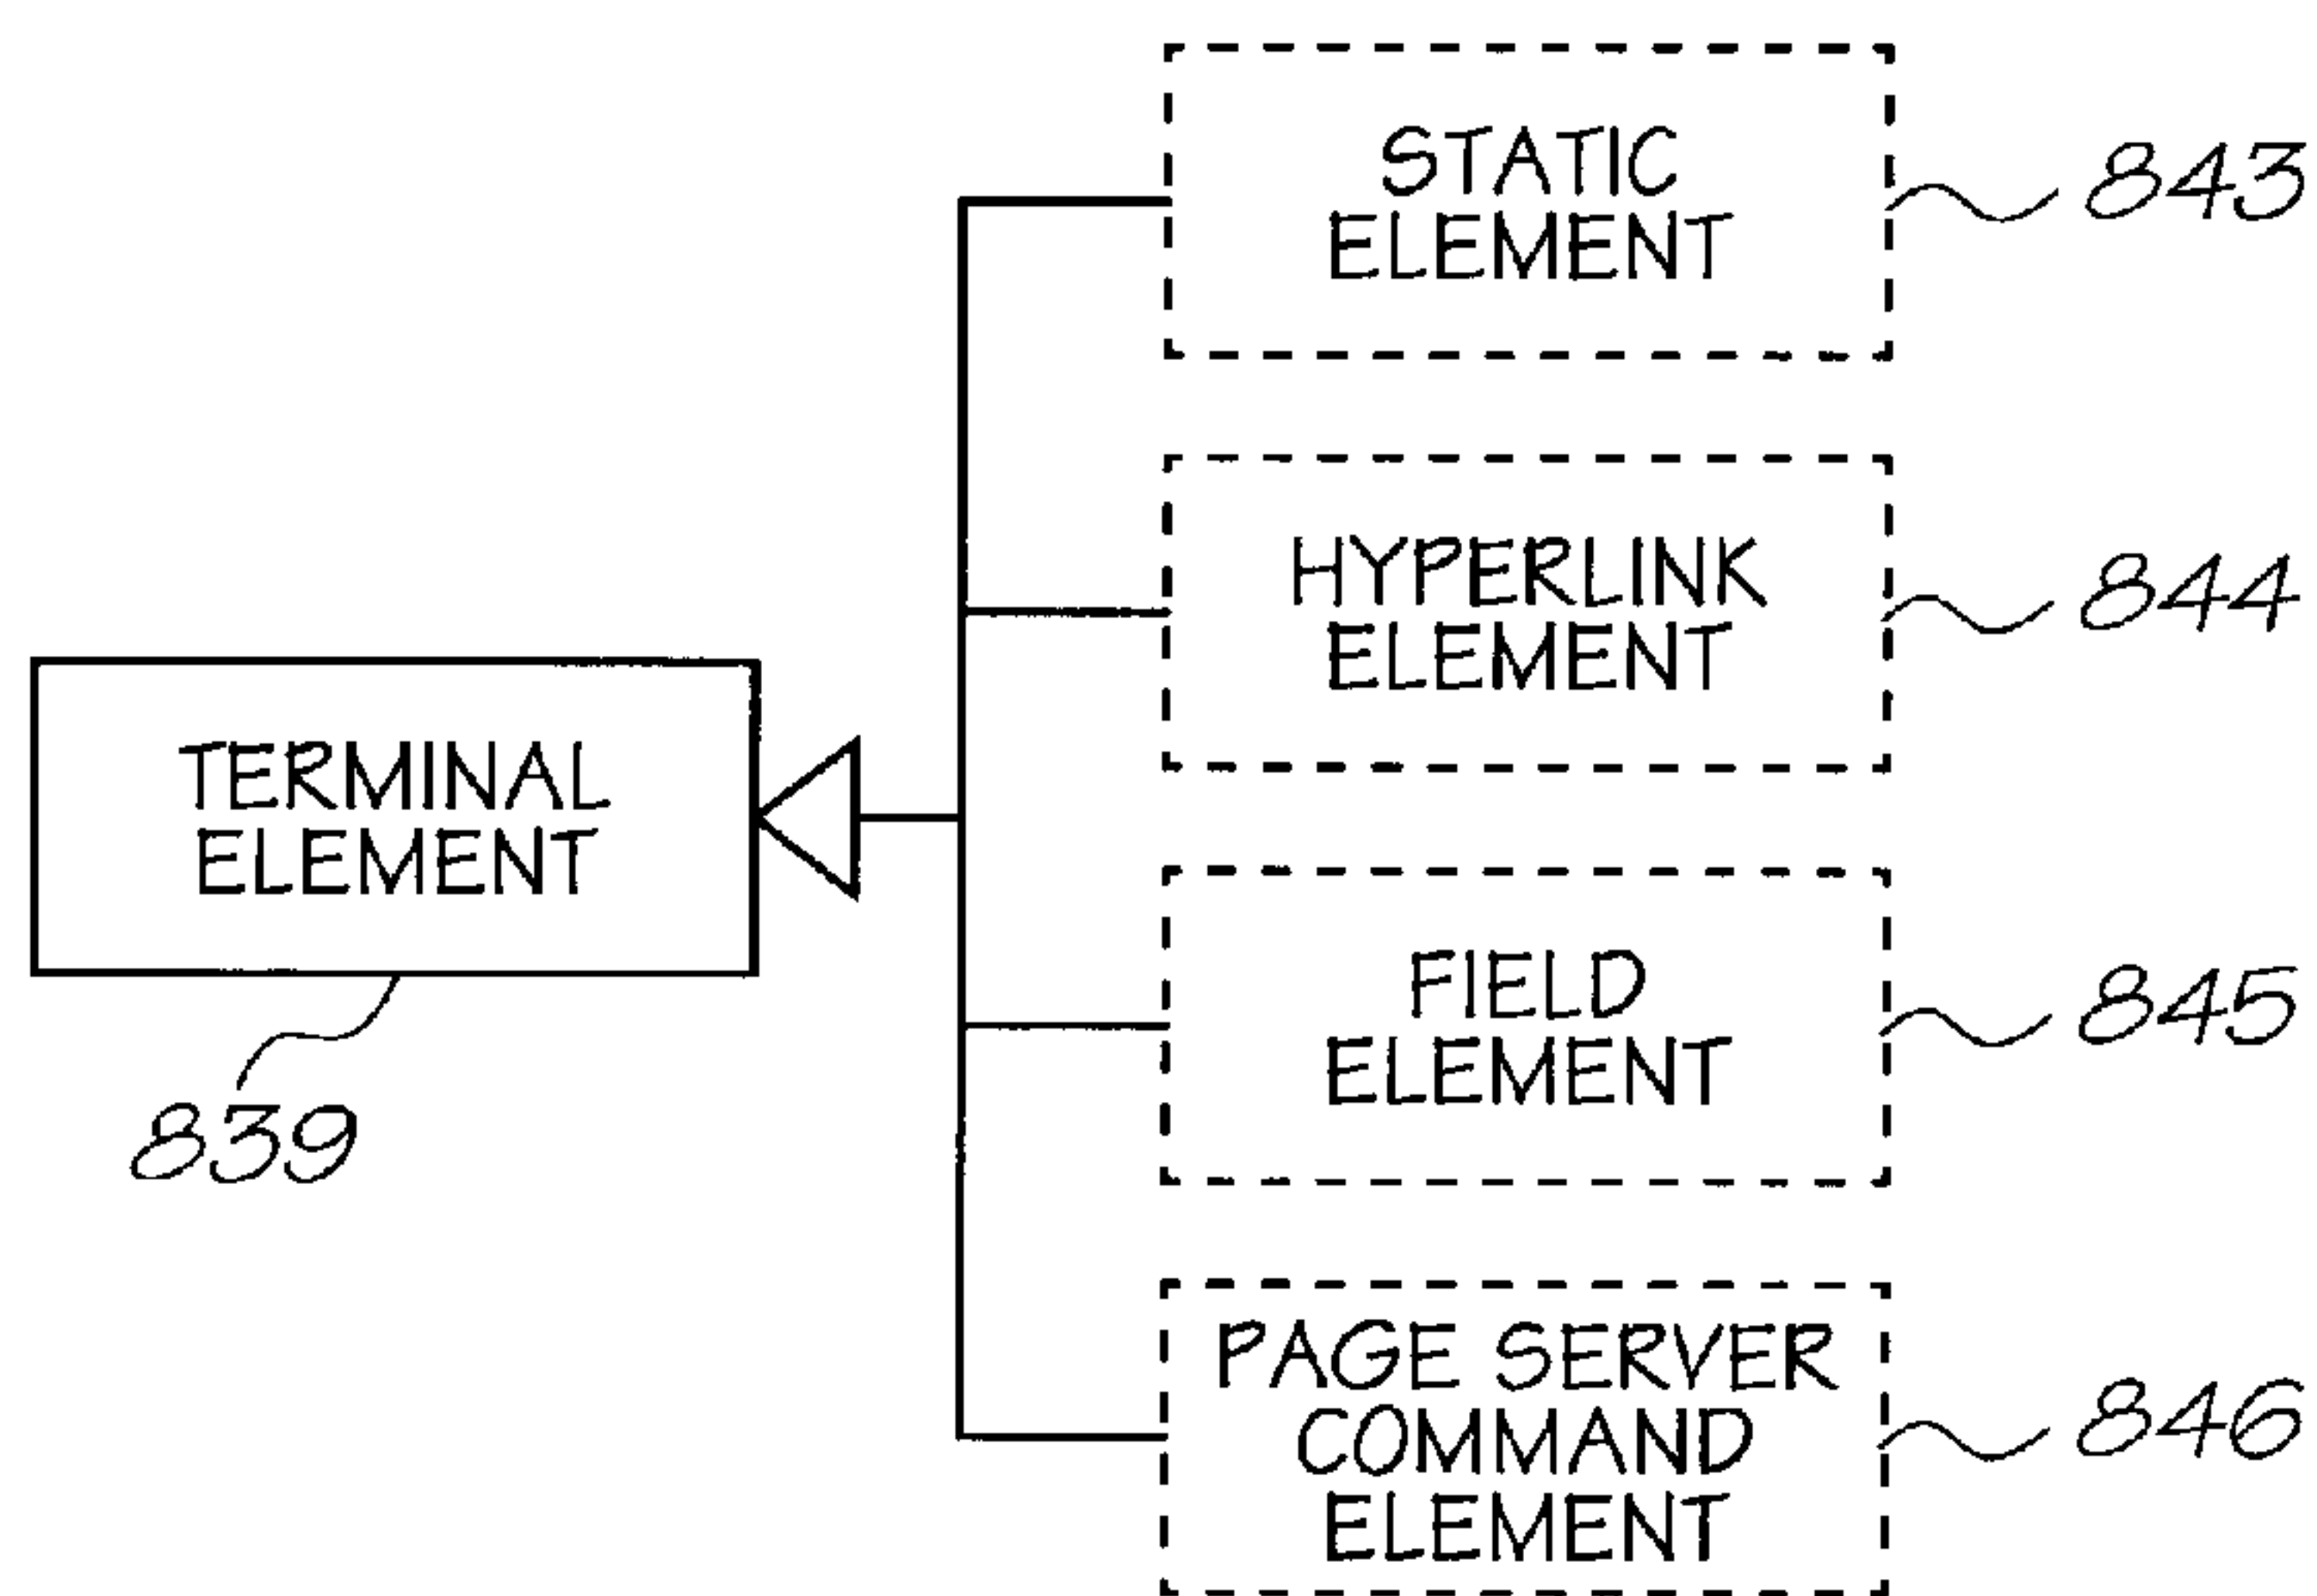 STATIC
ELEMENT
843
HYPERLINK
ELEMENT
844
TERMINAL
ELEMENT
839
FIELD
ELEMENT
845
PAGE SERVER
COMMAND
ELEMENT
846